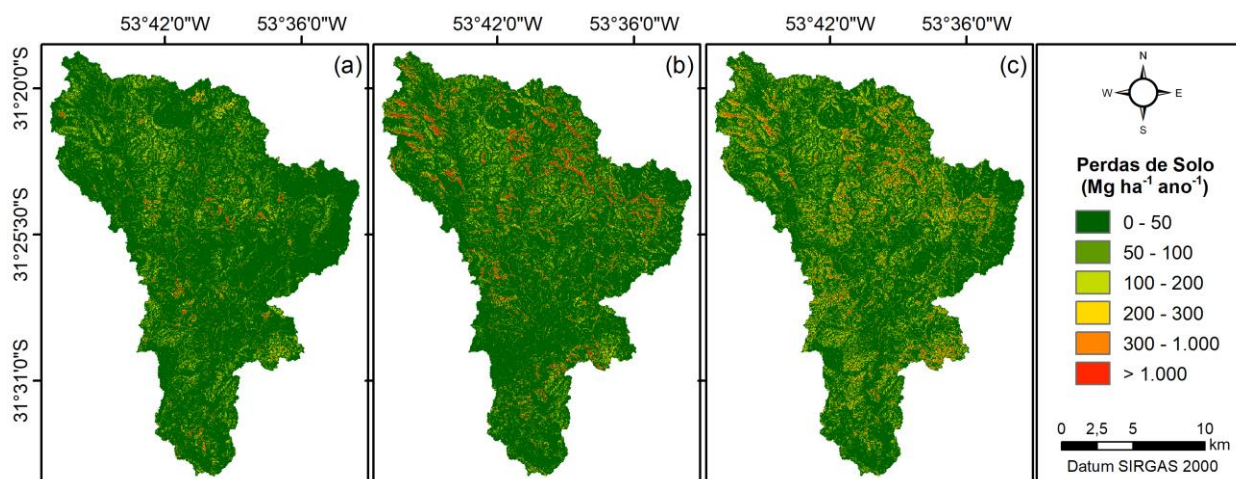 53°42'0"W 53°36'0"W 53°42'0"W 53°36'0"W 53°42'0"W 53°36'0"W
(a) (b) (c)
31°20'0"S
31°25'30"S
31°31'0"S
N
W E
S
Perdas de Solo
(Mg ha⁻¹ ano⁻¹)
0 - 50
50 - 100
100 - 200
200 - 300
300 - 1.000
> 1.000
0 2,5 5 10
km
Datum SIRGAS 2000